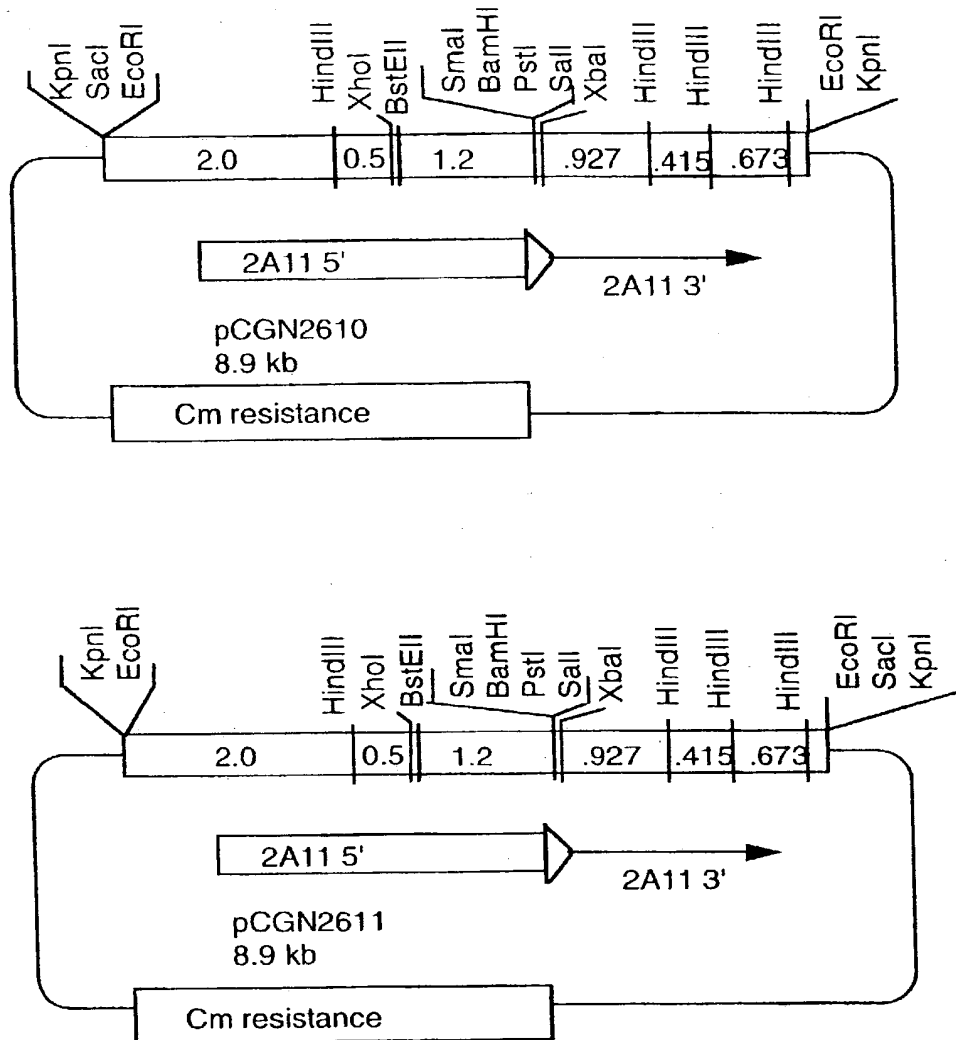 KpnI
SacI
EcoRI
HindIII
XhoI
BstEII
SmaI
BamHI
PstI
SalI
XbaI
HindIII
HindIII
HindIII
EcoRI
KpnI
2.0
0.5
1.2
.927
.415
.673
2A11 5'
2A11 3'
pCGN2610
8.9 kb
Cm resistance
KpnI
EcoRI
HindIII
XhoI
BstEII
SmaI
BamHI
PstI
SalI
XbaI
HindIII
HindIII
HindIII
EcoRI
SacI
KpnI
2.0
0.5
1.2
.927
.415
.673
2A11 5'
2A11 3'
pCGN2611
8.9 kb
Cm resistance